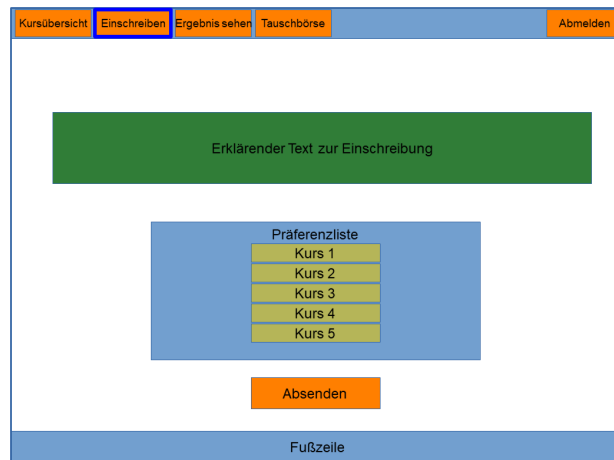 Kursübersicht Einschreiben Ergebnis sehen Tauschbörse Abmelden
Erklärender Text zur Einschreibung
Präferenzliste
Kurs 1
Kurs 2
Kurs 3
Kurs 4
Kurs 5
Absenden
Fußzeile